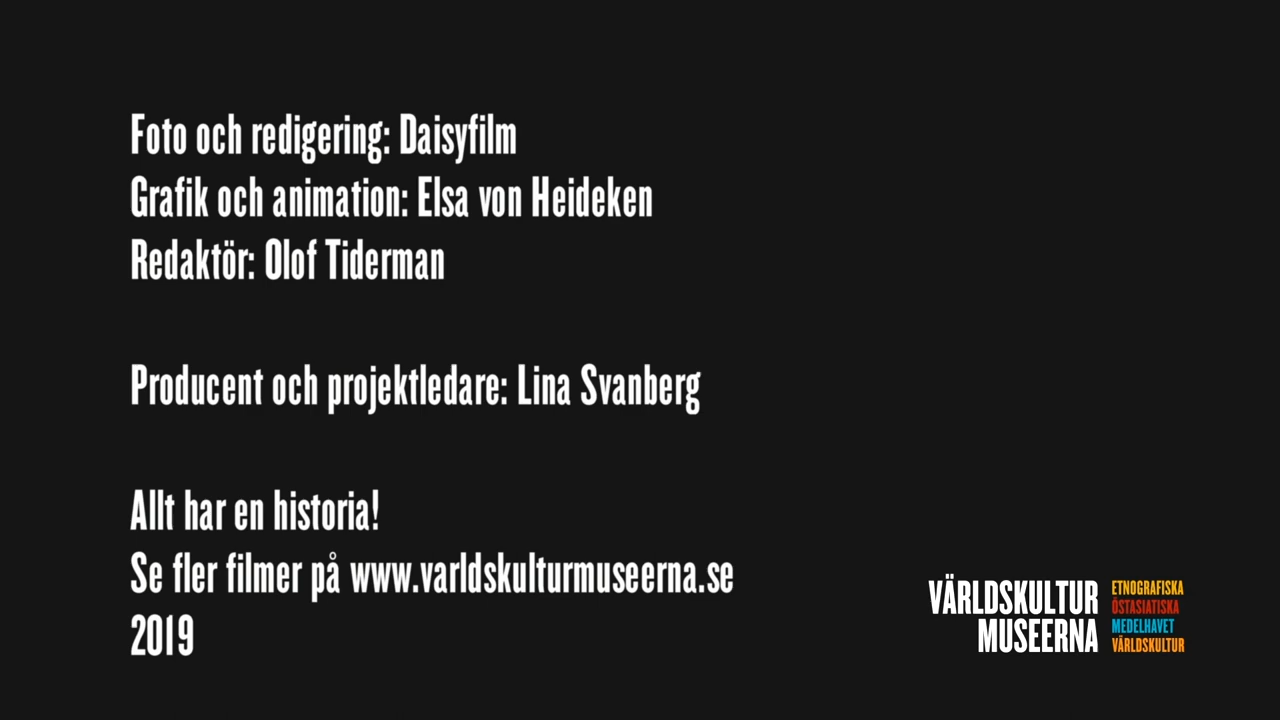 Foto och redigering: Daisyfilm
Grafik och animation: Elsa von Heideken
Redaktör: Olof Tiderman
Producent och projektledare: Lina Svanberg
Allt har en historia!
Se fler filmer på www.varldskulturmuseerna.se
2019
VÄRLDSKULTUR
MUSEERNA
ETNOGRAFISKA
ÖSTASIATISKA
MEDELHAVET
VÄRLDSKULTUR